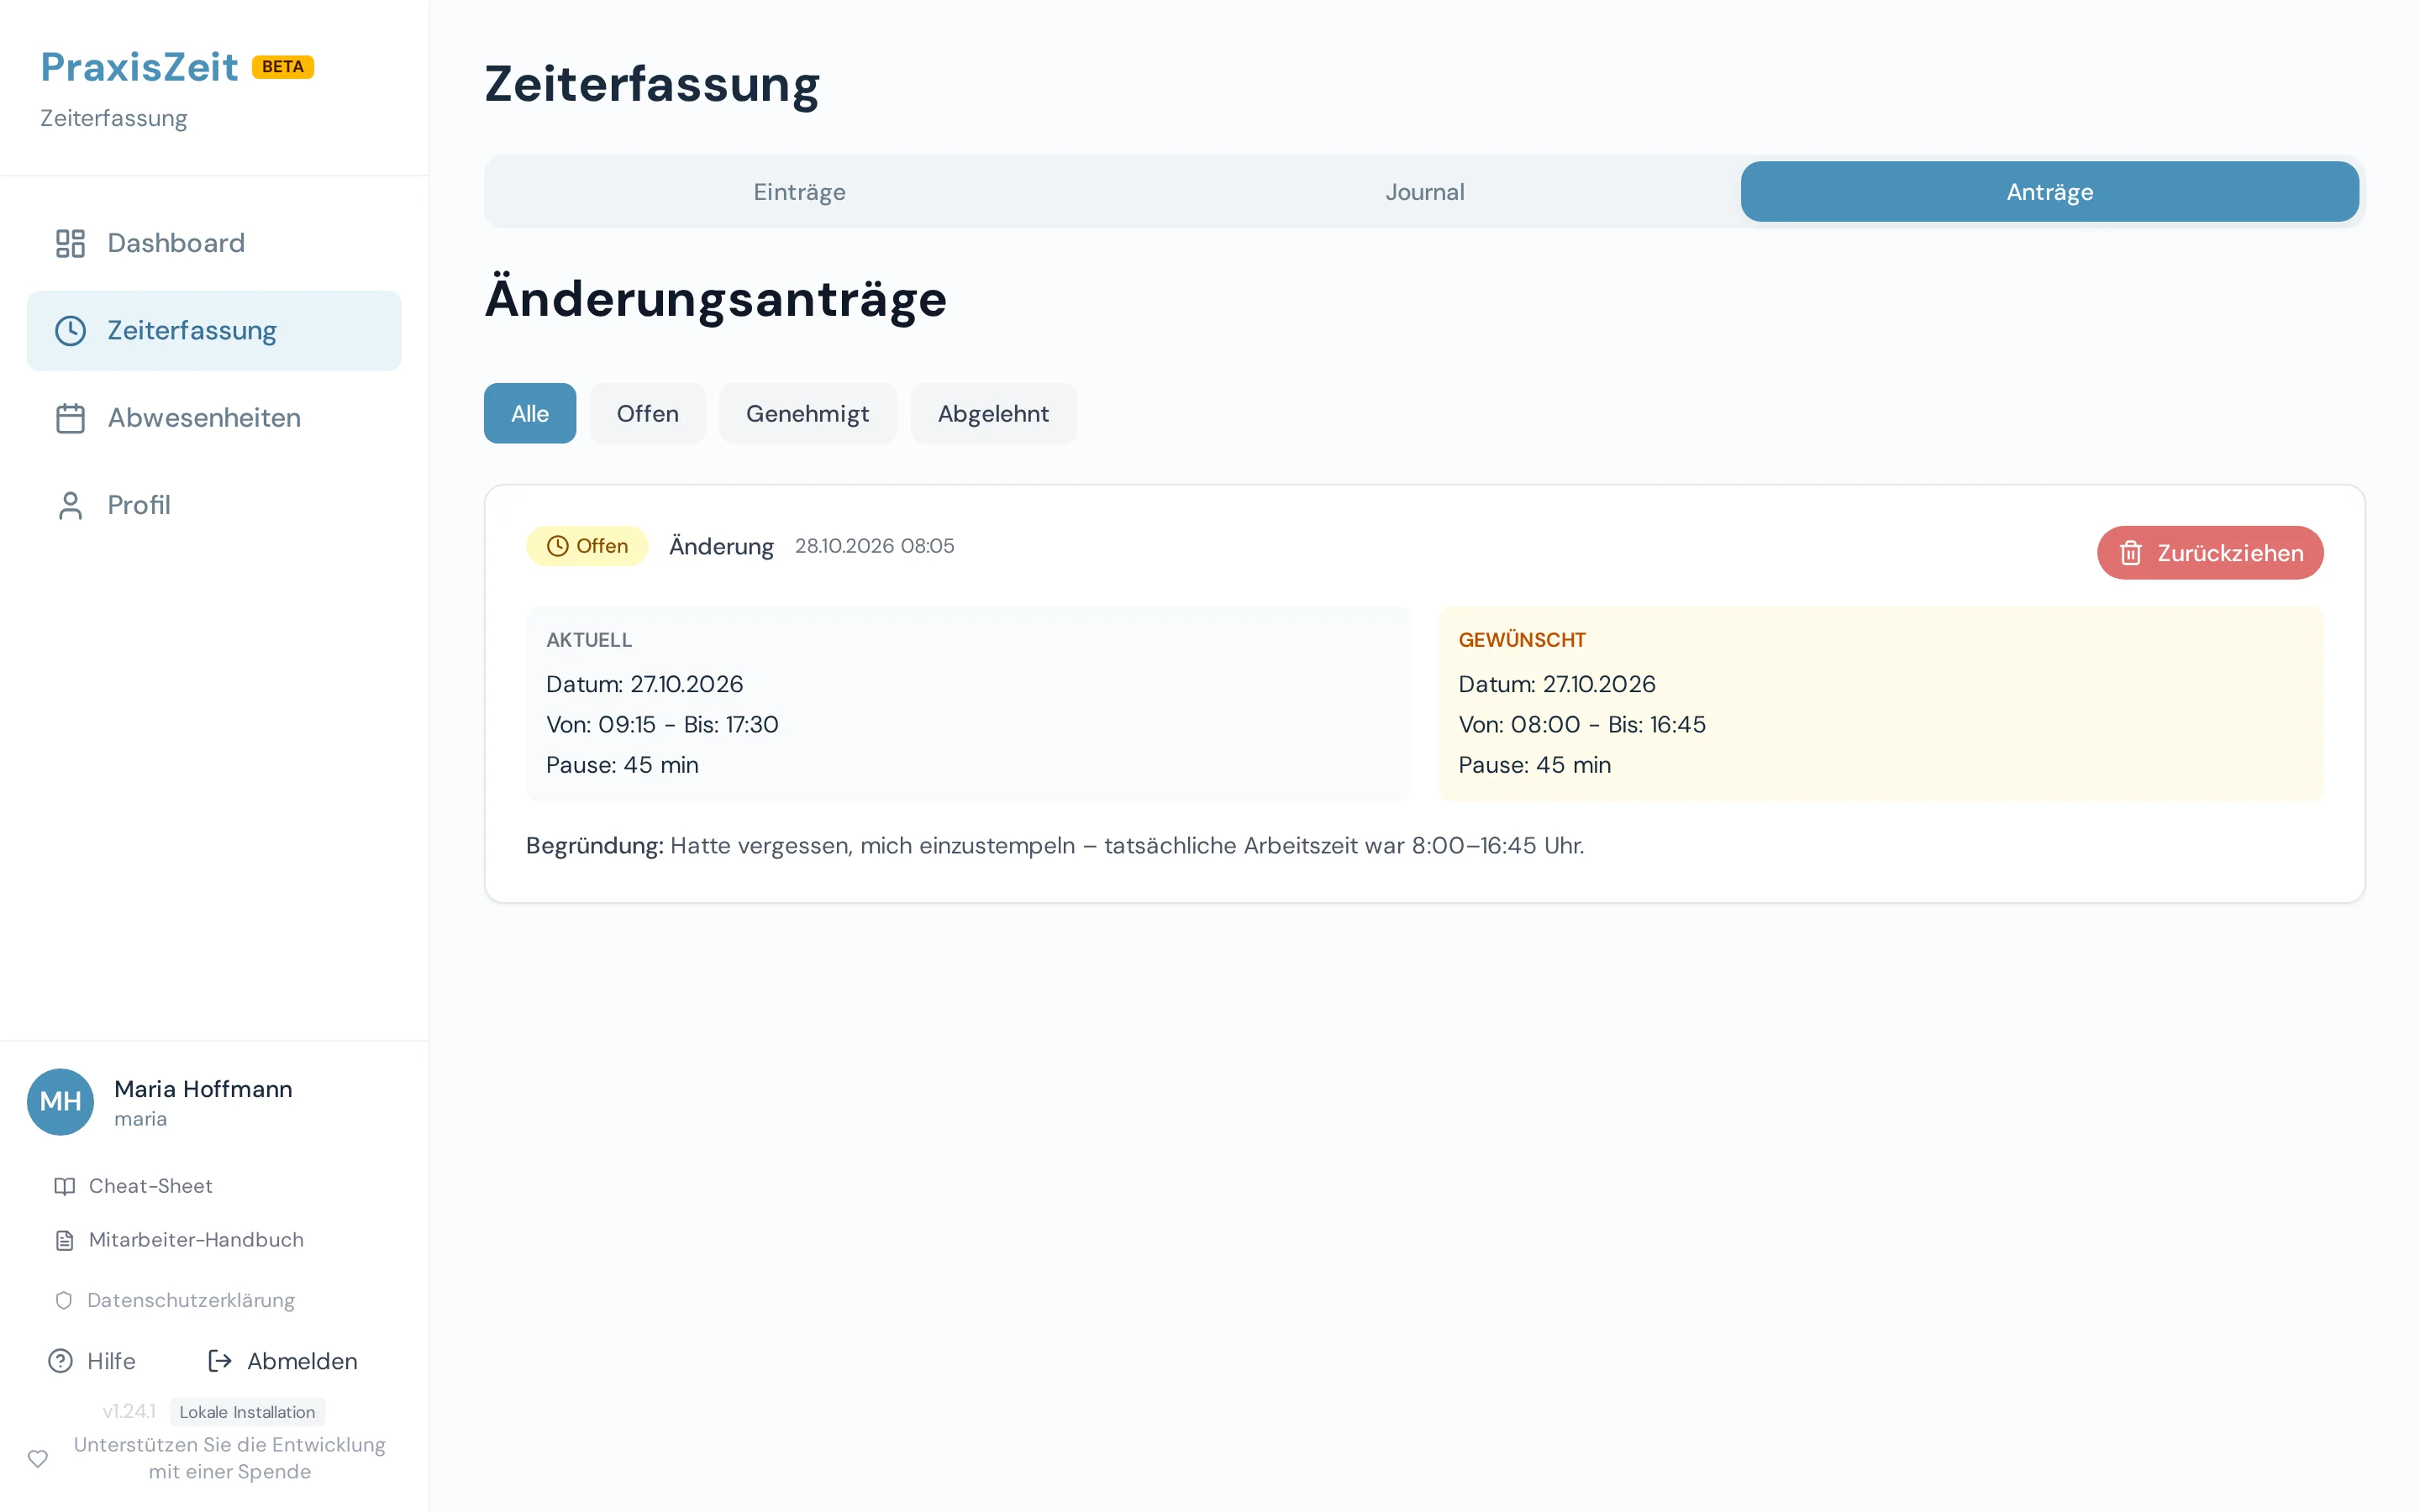 PraxisZeit BETA
Zeiterfassung
Dashboard
Zeiterfassung
Abwesenheiten
Profil
MH
Maria Hoffmann
maria
Cheat-Sheet
Mitarbeiter-Handbuch
Datenschutzerklärung
Hilfe
Abmelden
v1.24.1 Lokale Installation
Unterstützen Sie die Entwicklung
mit einer Spende
Zeiterfassung
Einträge Journal Anträge
Änderungsanträge
Alle Offen Genehmigt Abgelehnt
Offen Änderung 28.10.2026 08:05 Zurückziehen
AKTUELL
Datum: 27.10.2026
Von: 09:15 - Bis: 17:30
Pause: 45 min
GEWÜNSCHT
Datum: 27.10.2026
Von: 08:00 - Bis: 16:45
Pause: 45 min
Begründung: Hatte vergessen, mich einzustempeln – tatsächliche Arbeitszeit war 8:00–16:45 Uhr.